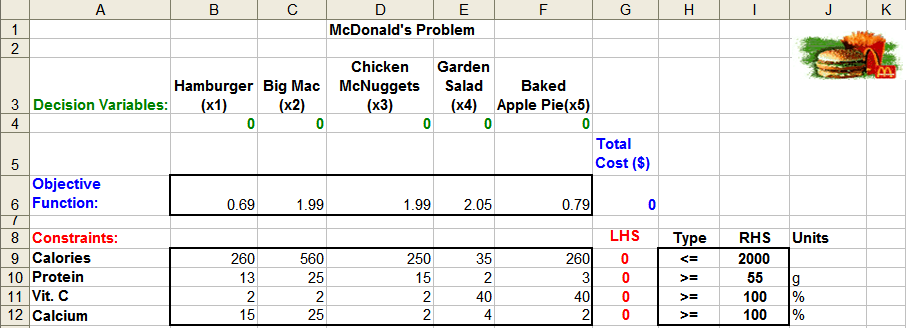 A B C D E F G H I J K
1 McDonald's Problem
2
Chicken Garden
Hamburger Big Mac McNuggets Salad Baked
3 Decision Variables: (x1) (x2) (x3) (x4) Apple Pie(x5)
4 0 0 0 0 0
Total
5 Cost ($)
Objective
6 Function: 0.69 1.99 1.99 2.05 0.79 0
7
8 Constraints: LHS Type RHS Units
9 Calories 260 560 250 35 260 0 <= 2000
10 Protein 13 25 15 2 3 0 >= 55 g
11 Vit. C 2 2 2 40 40 0 >= 100 %
12 Calcium 15 25 2 4 2 0 >= 100 %